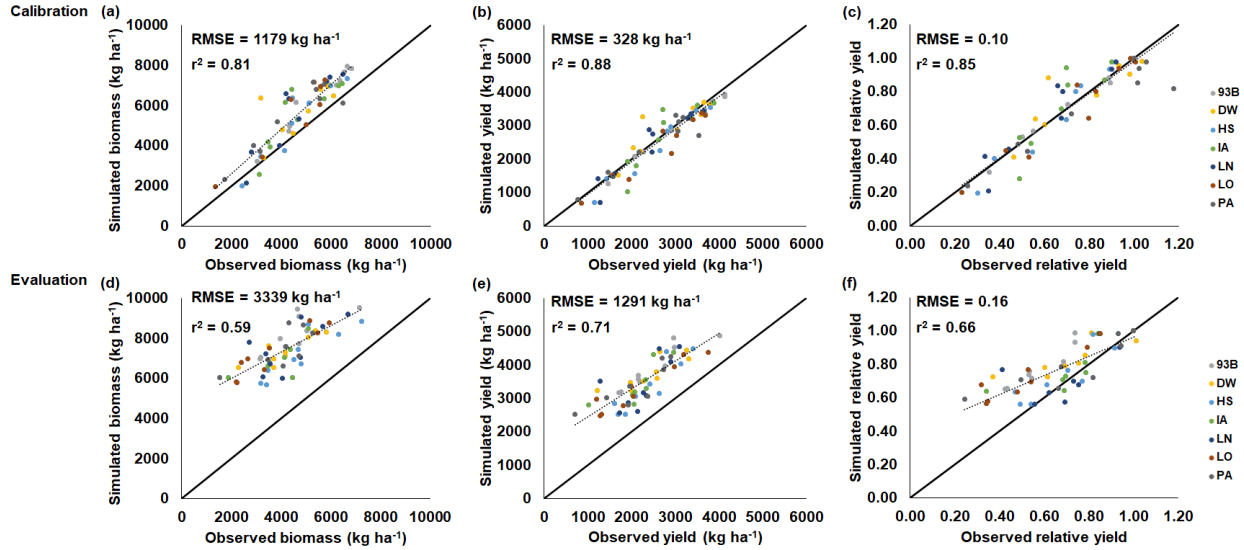 Calibration
(a)
RMSE = 1179 kg ha⁻¹
r² = 0.81
Simulated biomass (kg ha⁻¹)
10000
8000
6000
4000
2000
0
0 2000 4000 6000 8000 10000
Observed biomass (kg ha⁻¹)
(b)
RMSE = 328 kg ha⁻¹
r² = 0.88
Simulated yield (kg ha⁻¹)
6000
5000
4000
3000
2000
1000
0
0 1000 2000 3000 4000 5000 6000
Observed yield (kg ha⁻¹)
(c)
RMSE = 0.10
r² = 0.85
Simulated relative yield
1.20
1.00
0.80
0.60
0.40
0.20
0.00
0.00 0.20 0.40 0.60 0.80 1.00 1.20
Observed relative yield
93B
DW
HS
IA
LN
LO
PA
Evaluation
(d)
RMSE = 3339 kg ha⁻¹
r² = 0.59
Simulated biomass (kg ha⁻¹)
10000
8000
6000
4000
2000
0
0 2000 4000 6000 8000 10000
Observed biomass (kg ha⁻¹)
(e)
RMSE = 1291 kg ha⁻¹
r² = 0.71
Simulated yield (kg ha⁻¹)
6000
5000
4000
3000
2000
1000
0
0 1000 2000 3000 4000 5000 6000
Observed yield (kg ha⁻¹)
(f)
RMSE = 0.16
r² = 0.66
Simulated relative yield
1.20
1.00
0.80
0.60
0.40
0.20
0.00
0.00 0.20 0.40 0.60 0.80 1.00 1.20
Observed relative yield
93B
DW
HS
IA
LN
LO
PA